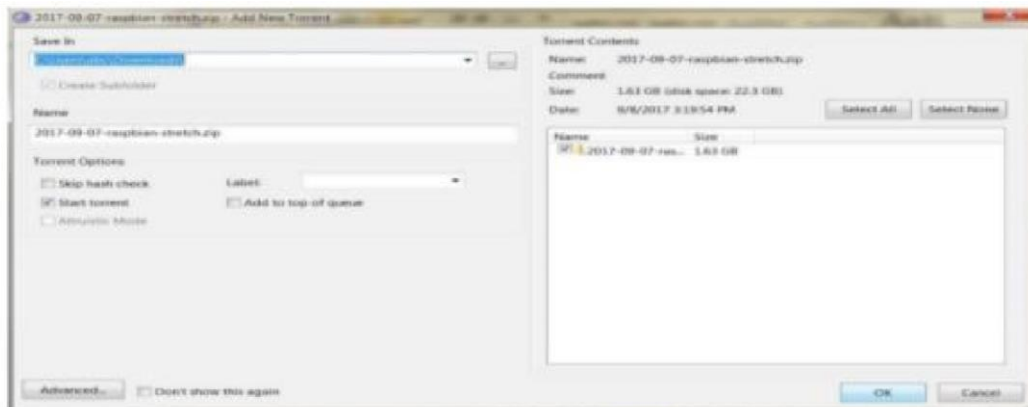 2017-09-07-raspbian-stretch.zip - Add New Torrent
Save In
...
Create Subfolder
Name
2017-09-07-raspbian-stretch.zip
Torrent Options
Skip hash check
Label:
Start torrent
Add to top of queue
Altruistic Mode
Advanced...
Don't show this again
Torrent Contents
Name: 2017-09-07-raspbian-stretch.zip
Comment
Size: 1.63 GB (disk space: 22.3 GB)
Date: 9/8/2017 3:19:54 PM
Select All
Select None
Name Size
2017-09-07-ras... 1.63 GB
OK
Cancel